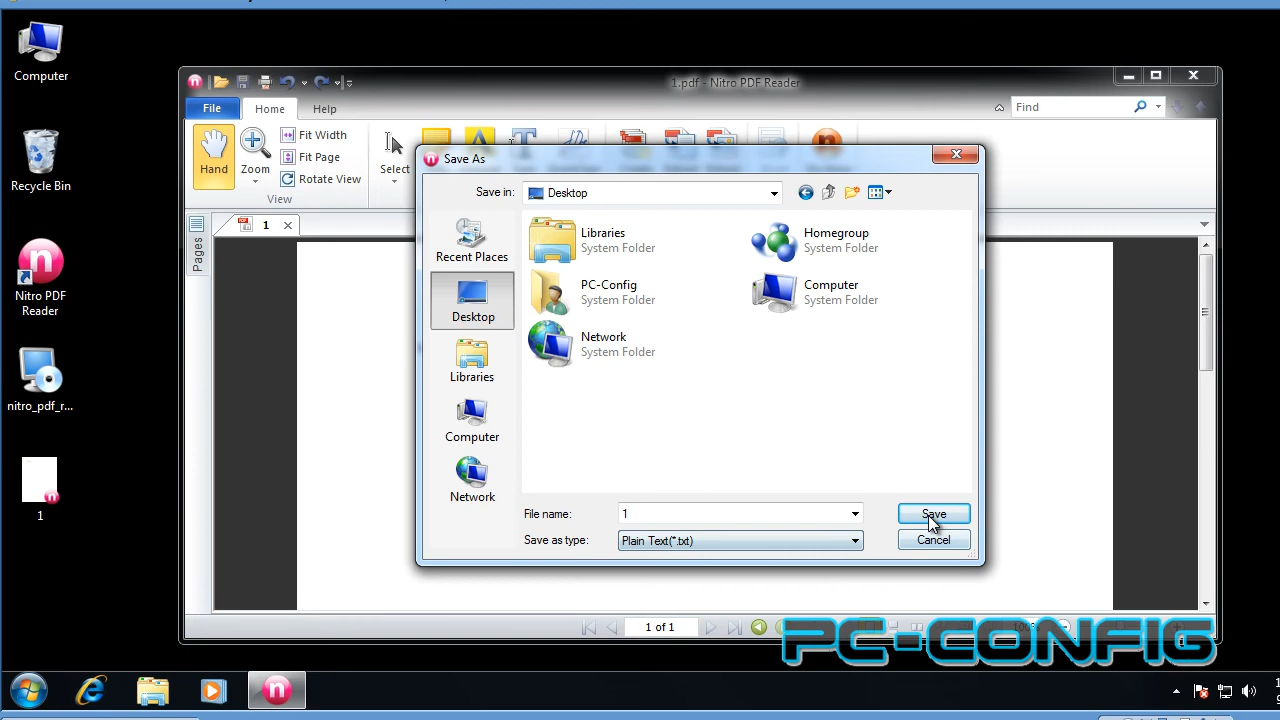 Computer
Recycle Bin
Nitro PDF
Reader
nitro_pdf_r...
1
1.pdf - Nitro PDF Reader
File
Home
Help
Find
Hand
Zoom
Fit Width
Fit Page
Rotate View
View
Select
Pages
1
Save As
Save in:
Desktop
Recent Places
Desktop
Libraries
Computer
Network
Libraries
System Folder
Homegroup
System Folder
PC-Config
System Folder
Computer
System Folder
Network
System Folder
File name:
1
Save
Save as type:
Plain Text(*.txt)
Cancel
1 of 1
PC-CONFIG